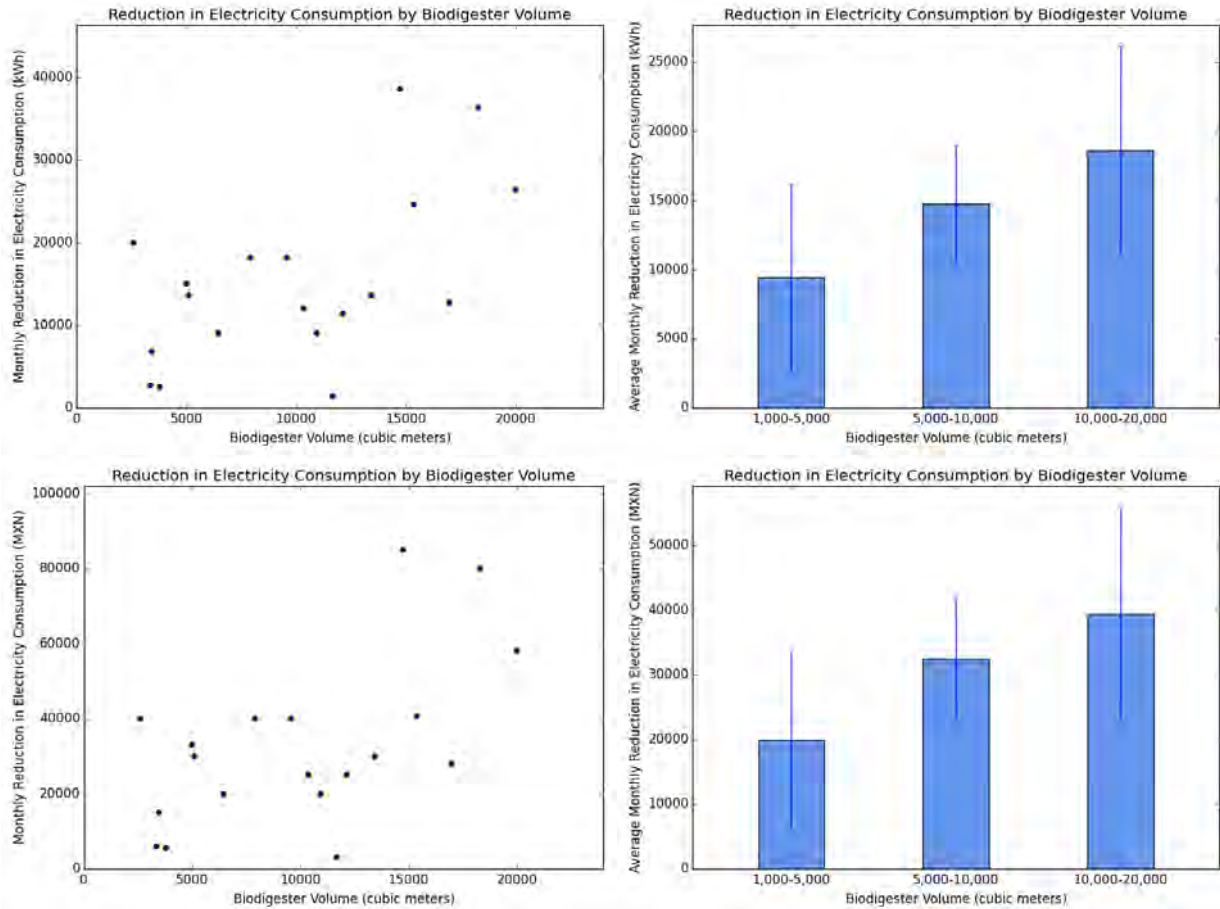 Reduction in Electricity Consumption by Biodigester Volume
Monthly Reduction in Electricity Consumption (kWh)
40000
30000
20000
10000
0
0 5000 10000 15000 20000
Biodigester Volume (cubic meters)
Reduction in Electricity Consumption by Biodigester Volume
Average Monthly Reduction in Electricity Consumption (kWh)
25000
20000
15000
10000
5000
0
1,000-5,000 5,000-10,000 10,000-20,000
Biodigester Volume (cubic meters)
Reduction in Electricity Consumption by Biodigester Volume
Monthly Reduction in Electricity Consumption (MXN)
100000
80000
60000
40000
20000
0
0 5000 10000 15000 20000
Biodigester Volume (cubic meters)
Reduction in Electricity Consumption by Biodigester Volume
Average Monthly Reduction in Electricity Consumption (MXN)
50000
40000
30000
20000
10000
0
1,000-5,000 5,000-10,000 10,000-20,000
Biodigester Volume (cubic meters)